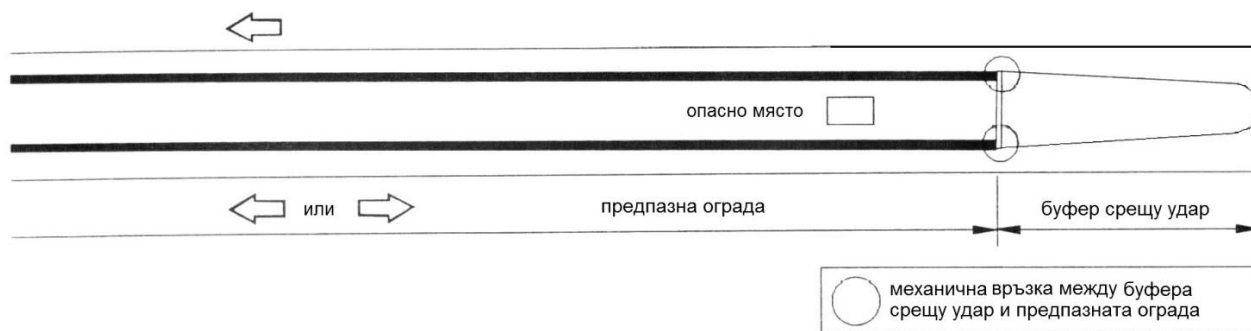 опасно място
или
предпазна ограда
буфер срещу удар
механична връзка между буфера
срещу удар и предпазната ограда